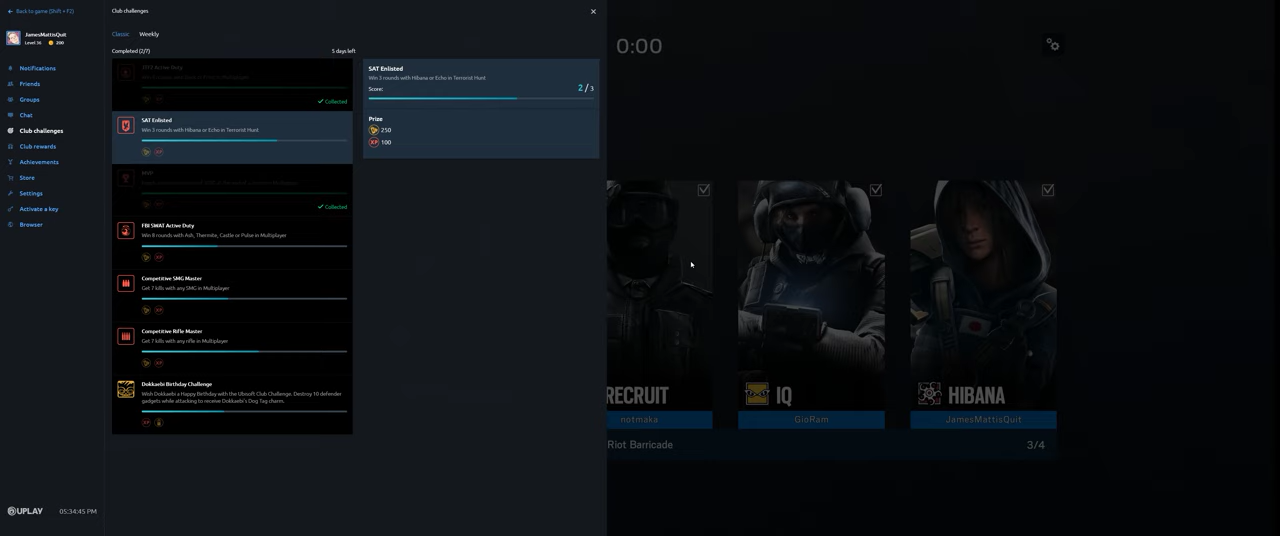 Back to game (Shift + F2)
JamesMattisQuit
Level 36
200
Notifications
Friends
Groups
Chat
Club challenges
Club rewards
Achievements
Store
Settings
Activate a key
Browser
UPLAY
05:34:45 PM
Club challenges
Classic
Weekly
Completed (2/7)
5 days left
Collected
SAT Enlisted
Win 3 rounds with Hibana or Echo in Terrorist Hunt
XP
MVP
Collected
FBI SWAT Active Duty
Win 8 rounds with Ash, Thermite, Castle or Pulse in Multiplayer
XP
Competitive SMG Master
Get 7 kills with any SMG in Multiplayer
XP
Competitive Rifle Master
Get 7 kills with any rifle in Multiplayer
XP
Dokkaebi Birthday Challenge
Wish Dokkaebi a Happy Birthday with the Ubisoft Club Challenge. Destroy 10 defender
gadgets while attacking to receive Dokkaebi's Dog Tag charm.
XP
SAT Enlisted
Win 3 rounds with Hibana or Echo in Terrorist Hunt
Score:
2 / 3
Prize
250
XP 100
0:00
RECRUIT
IQ
HIBANA
notmaka
GioRam
JamesMattisQuit
Riot Barricade
3/4